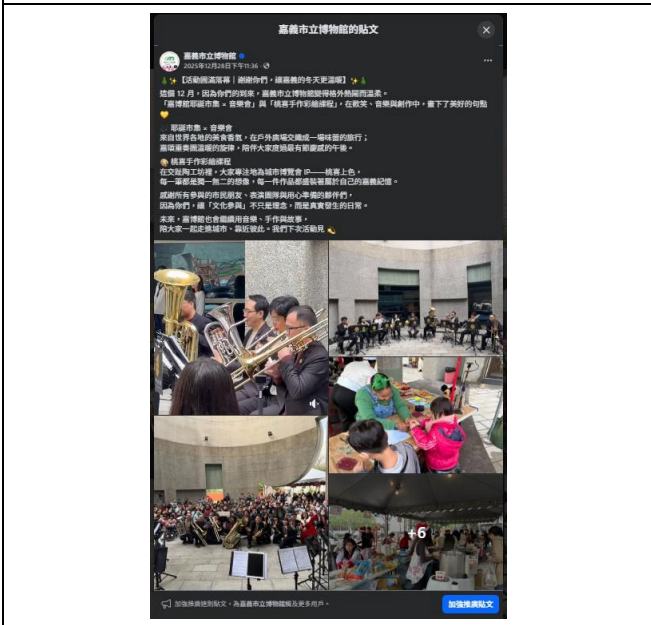 嘉義市立博物館的貼文
嘉義市立博物館
2025年12月28日下午11:36
🎄✨【活動圓滿落幕｜謝謝你們，讓嘉義的冬天更溫暖】✨🎄
這個 12 月，因為你們的到來，嘉義市立博物館變得格外熱鬧而溫柔。
「嘉博館耶誕市集 × 音樂會」與「桃喜手作彩繪課程」，在歡笑、音樂與創作中，畫下了美好的句點
💛
🎶 耶誕市集 × 音樂會
來自世界各地的美食香氣，在戶外廣場交織成一場味蕾的旅行；
嘉頌重奏團溫暖的旋律，陪伴大家度過最有節慶感的午後。
🎨 桃喜手作彩繪課程
在交趾陶工坊裡，大家專注地為城市博覽會 IP——桃喜上色，
每一筆都是獨一無二的想像，每一件作品都盛裝著屬於自己的嘉義記憶。
感謝所有參與的市民朋友、表演團隊與用心準備的夥伴們，
因為你們，讓「文化參與」不只是理念，而是真實發生的日常。
未來，嘉博館也會繼續用音樂、手作與故事，
陪大家一起走進城市、靠近彼此。我們下次活動見 💫
+6
加強推廣這則貼文，為嘉義市立博物館觸及更多用戶。
加強推廣貼文